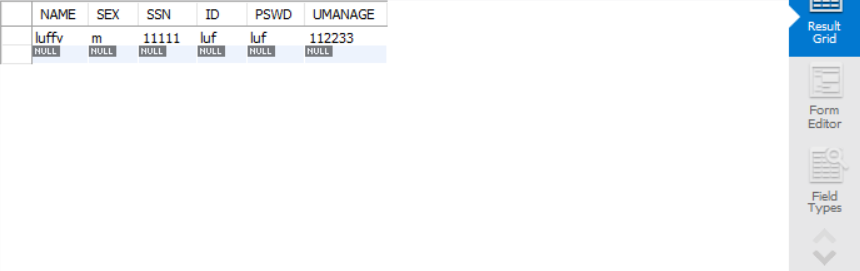 NAME SEX SSN ID PSWD UMANAGE
luffy m 11111 luf luf 112233
NULL NULL NULL NULL NULL NULL
Result
Grid
Form
Editor
Field
Types